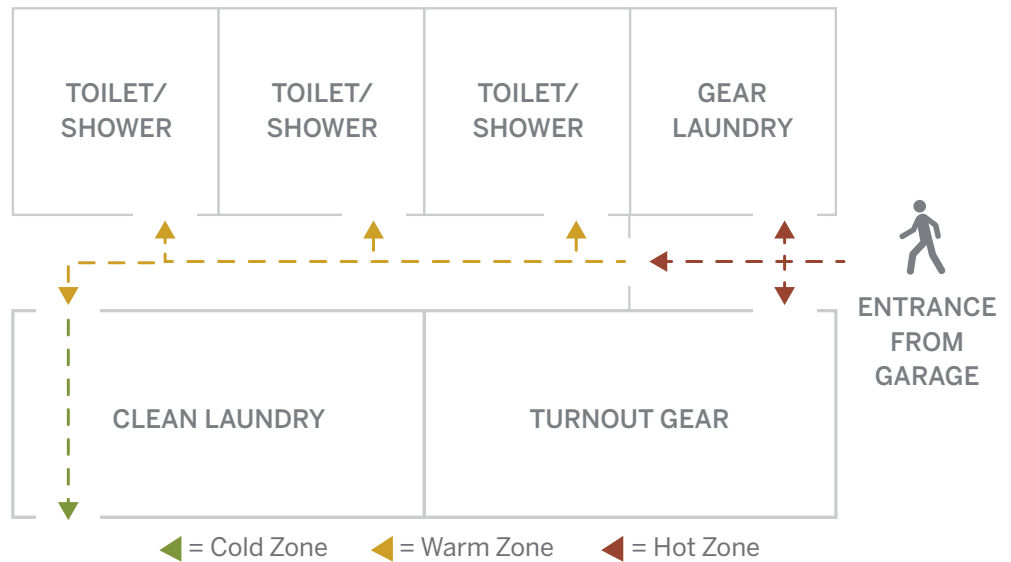 TOILET/
SHOWER
TOILET/
SHOWER
TOILET/
SHOWER
GEAR
LAUNDRY
ENTRANCE
FROM
GARAGE
CLEAN LAUNDRY
TURNOUT GEAR
= Cold Zone
= Warm Zone
= Hot Zone